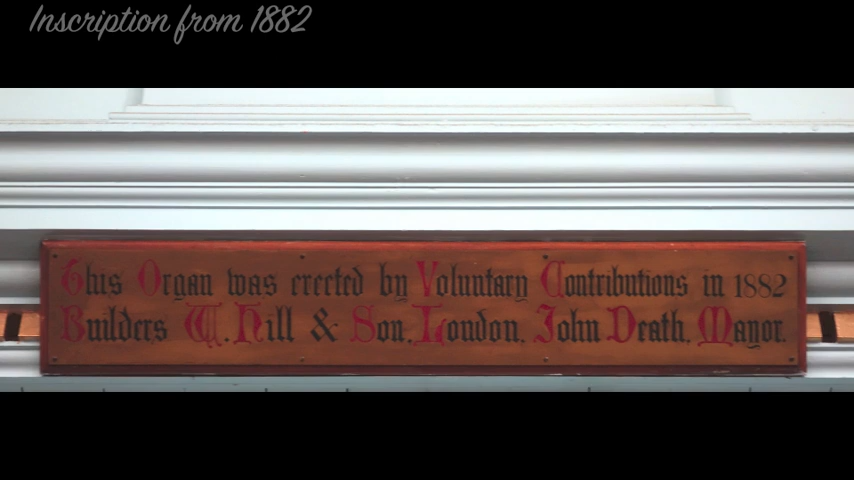 Inscription from 1882
This Organ was erected by Voluntary Contributions in 1882
Builders W. Hill & Son, London. John Death, Mayor.